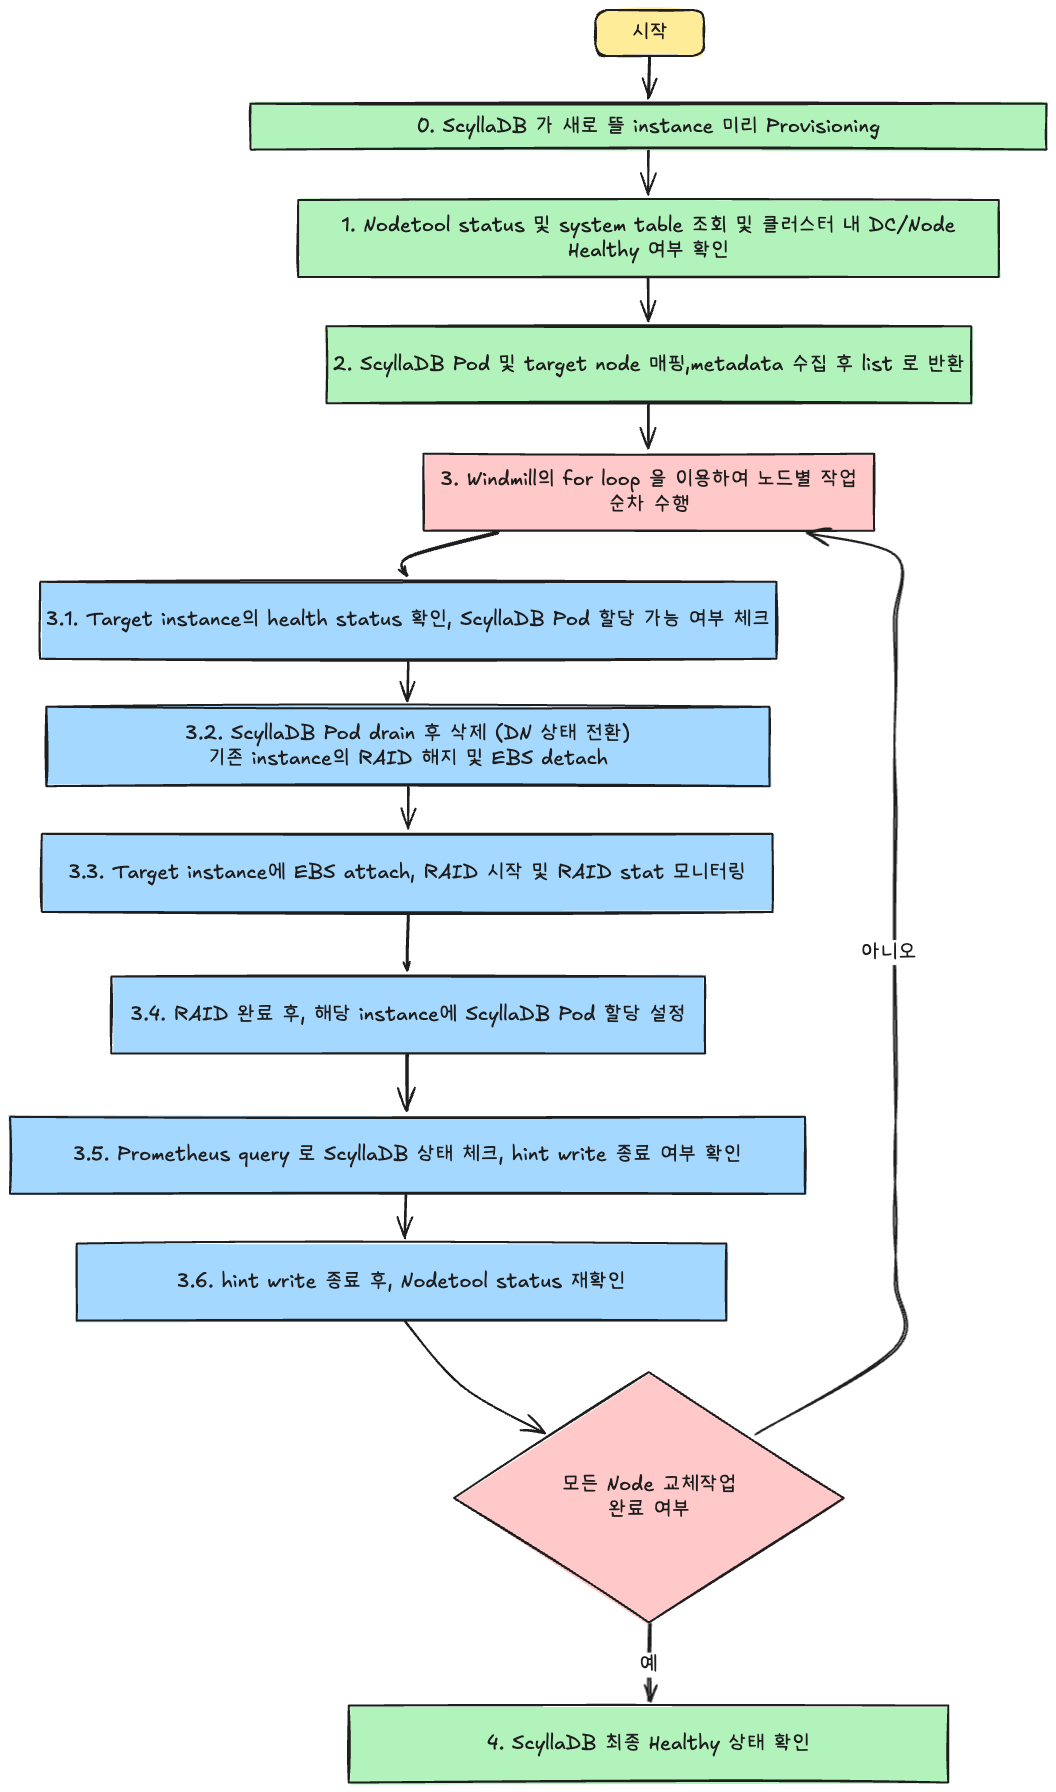 시작
0. ScyllaDB 가 새로 뜰 instance 미리 Provisioning
1. Nodetool status 및 system table 조회 및 클러스터 내 DC/Node
Healthy 여부 확인
2. ScyllaDB Pod 및 target node 매핑,metadata 수집 후 list 로 반환
3. Windmill의 for loop 을 이용하여 노드별 작업
순차 수행
3.1. Target instance의 health status 확인, ScyllaDB Pod 할당 가능 여부 체크
3.2. ScyllaDB Pod drain 후 삭제 (DN 상태 전환)
기존 instance의 RAID 해지 및 EBS detach
3.3. Target instance에 EBS attach, RAID 시작 및 RAID stat 모니터링
아니오
3.4. RAID 완료 후, 해당 instance에 ScyllaDB Pod 할당 설정
3.5. Prometheus query 로 ScyllaDB 상태 체크, hint write 종료 여부 확인
3.6. hint write 종료 후, Nodetool status 재확인
모든 Node 교체작업
완료 여부
예
4. ScyllaDB 최종 Healthy 상태 확인